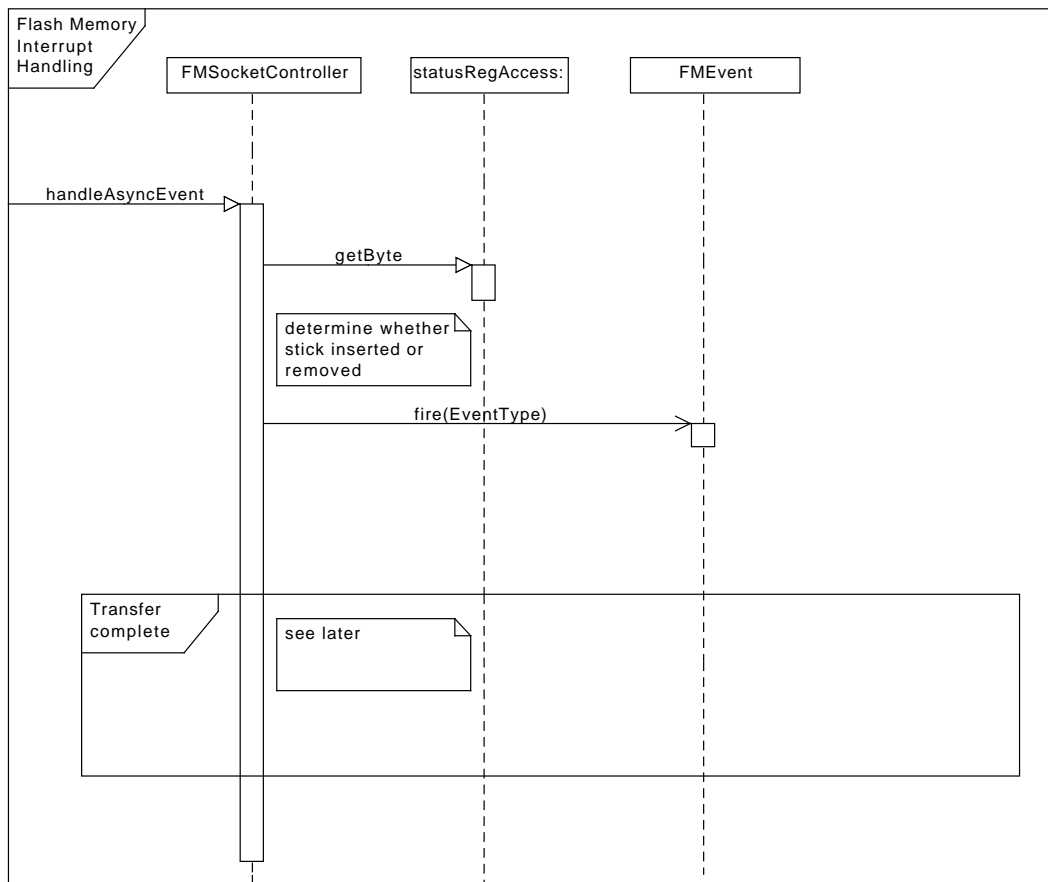 Flash Memory
Interrupt
Handling
FMSocketController
statusRegAccess:
FMEvent
handleAsyncEvent
getByte
determine whether
stick inserted or
removed
fire(EventType)
Transfer
complete
see later